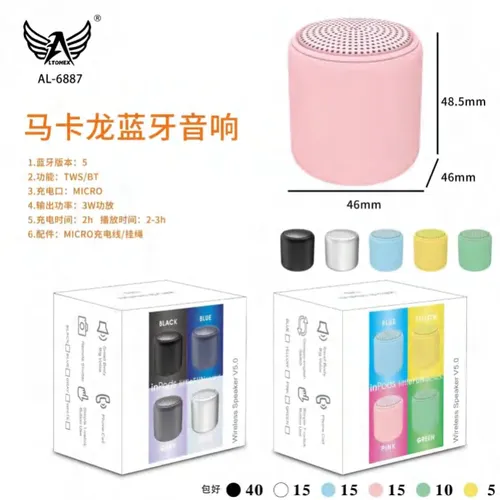 ALTOMEX
AL-6887
马卡龙蓝牙音响
1.蓝牙版本：5
2.功能：TWS/BT
3.充电口：MICRO
4.输出功率：3W功放
5.充电时间：2h 播放时间：2-3h
6.配件：MICRO充电线/挂绳
48.5mm
46mm
46mm
BLACK
BLUE
Wireless Speaker V5.0
BLUE
PINK
GREEN
Wireless Speaker V5.0
包好 40 15 15 15 10 5